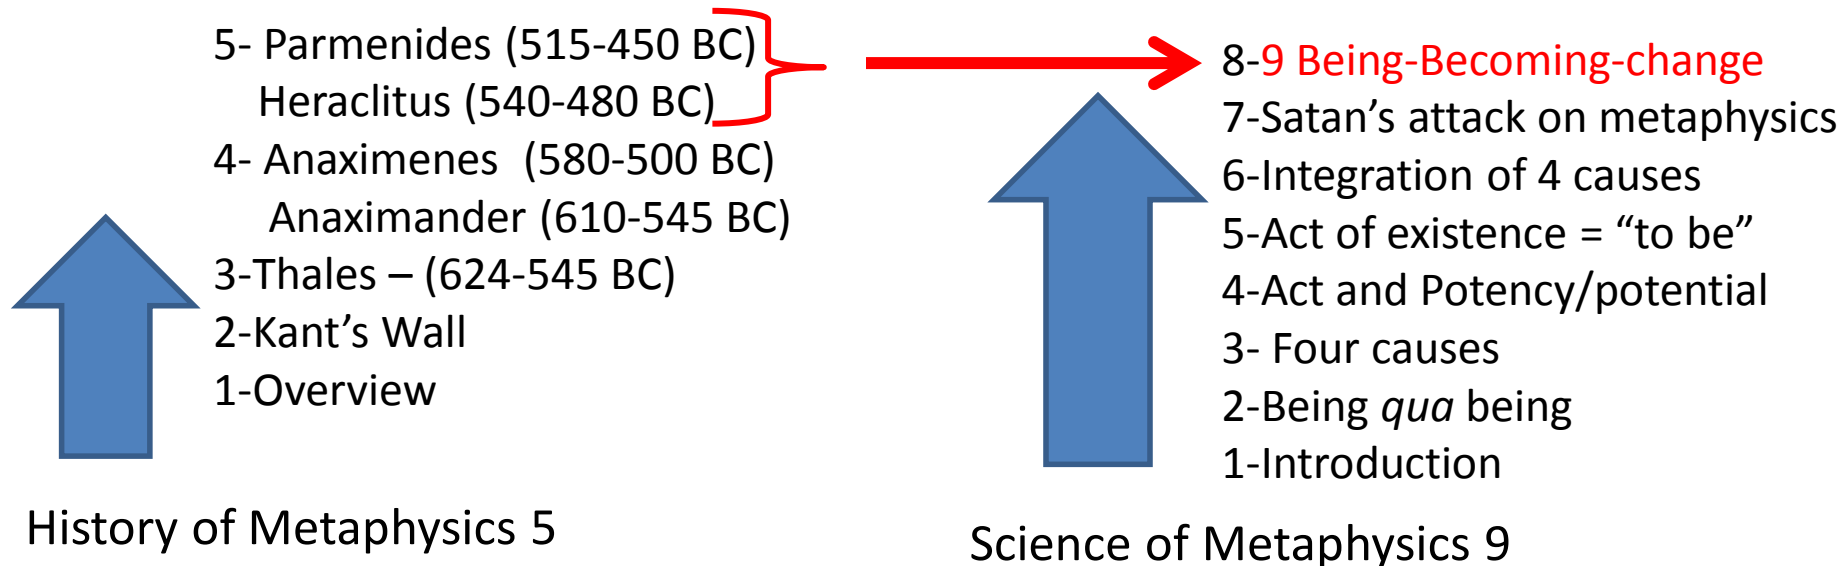 5- Parmenides (515-450 BC)
Heraclitus (540-480 BC)
4- Anaximenes (580-500 BC)
Anaximander (610-545 BC)
3-Thales – (624-545 BC)
2-Kant’s Wall
1-Overview
History of Metaphysics 5
8-9 Being-Becoming-change
7-Satan’s attack on metaphysics
6-Integration of 4 causes
5-Act of existence = “to be”
4-Act and Potency/potential
3- Four causes
2-Being qua being
1-Introduction
Science of Metaphysics 9